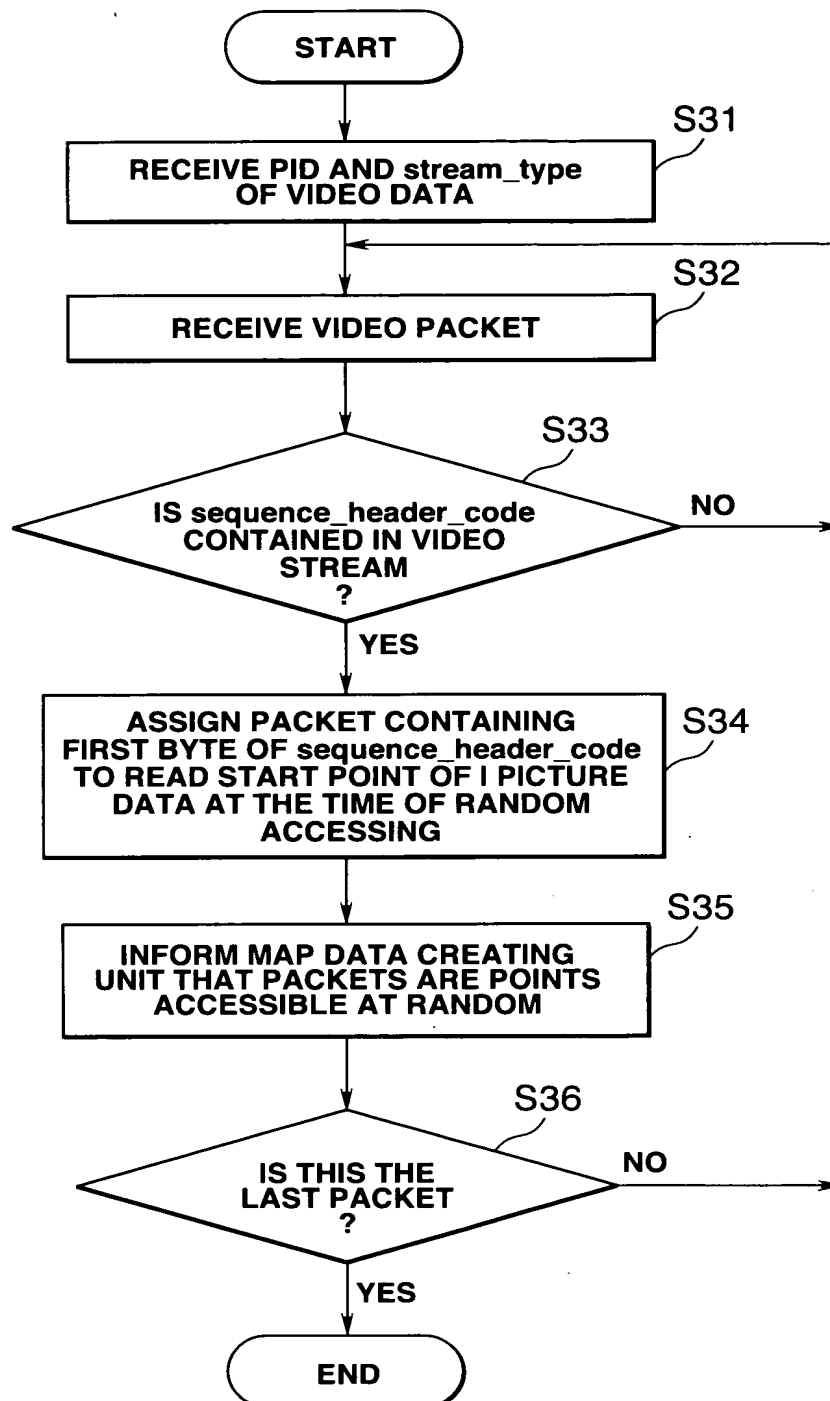 START
S31
RECEIVE PID AND stream_type
OF VIDEO DATA
S32
RECEIVE VIDEO PACKET
S33
IS sequence_header_code
CONTAINED IN VIDEO
STREAM
?
NO
YES
S34
ASSIGN PACKET CONTAINING
FIRST BYTE OF sequence_header_code
TO READ START POINT OF I PICTURE
DATA AT THE TIME OF RANDOM
ACCESSING
S35
INFORM MAP DATA CREATING
UNIT THAT PACKETS ARE POINTS
ACCESSIBLE AT RANDOM
S36
IS THIS THE
LAST PACKET
?
NO
YES
END